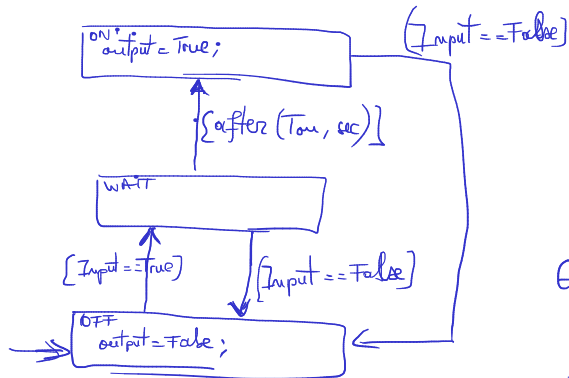 ON
output=True;
[Input==False]
[after(Ton,sec)]
WAIT
[Input==True]
[Input==False]
OFF
output=False;